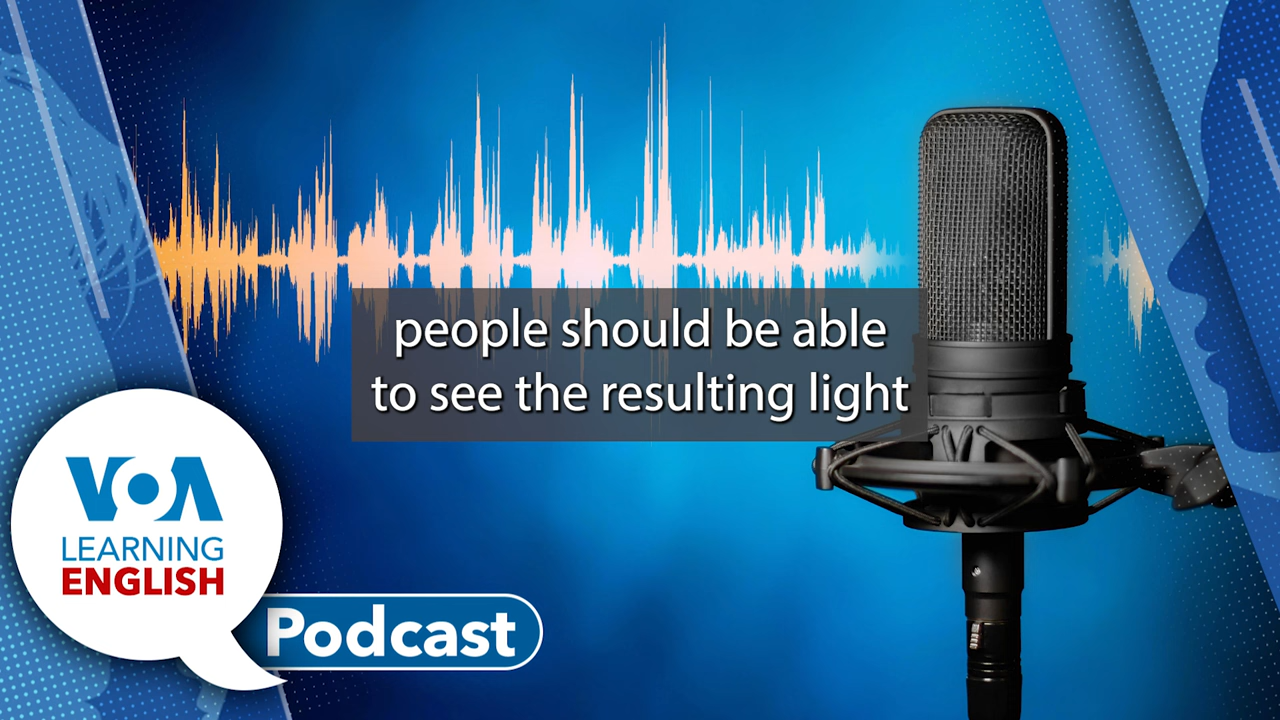 people should be able
to see the resulting light
VOA
LEARNING
ENGLISH
Podcast